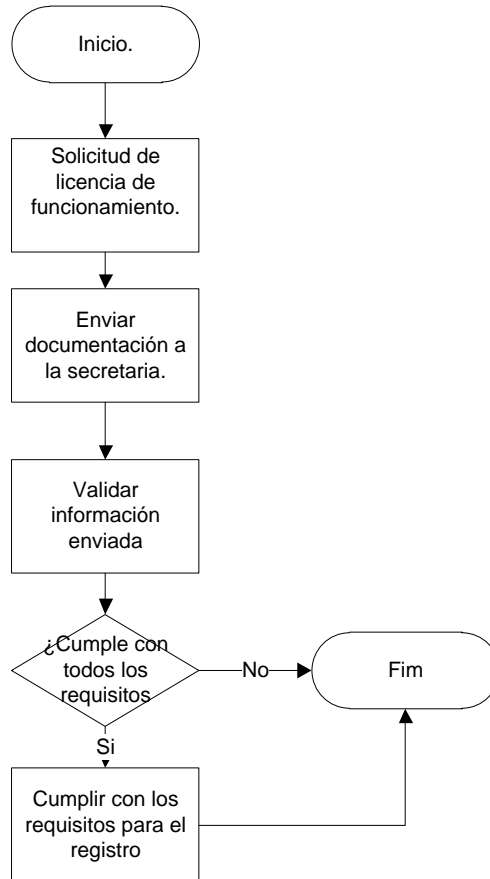 Inicio.
Solicitud de
licencia de
funcionamiento.
Enviar
documentación a
la secretaria.
Validar
información
enviada
¿Cumple con
todos los
requisitos
No
Fim
Si
Cumplir con los
requisitos para el
registro